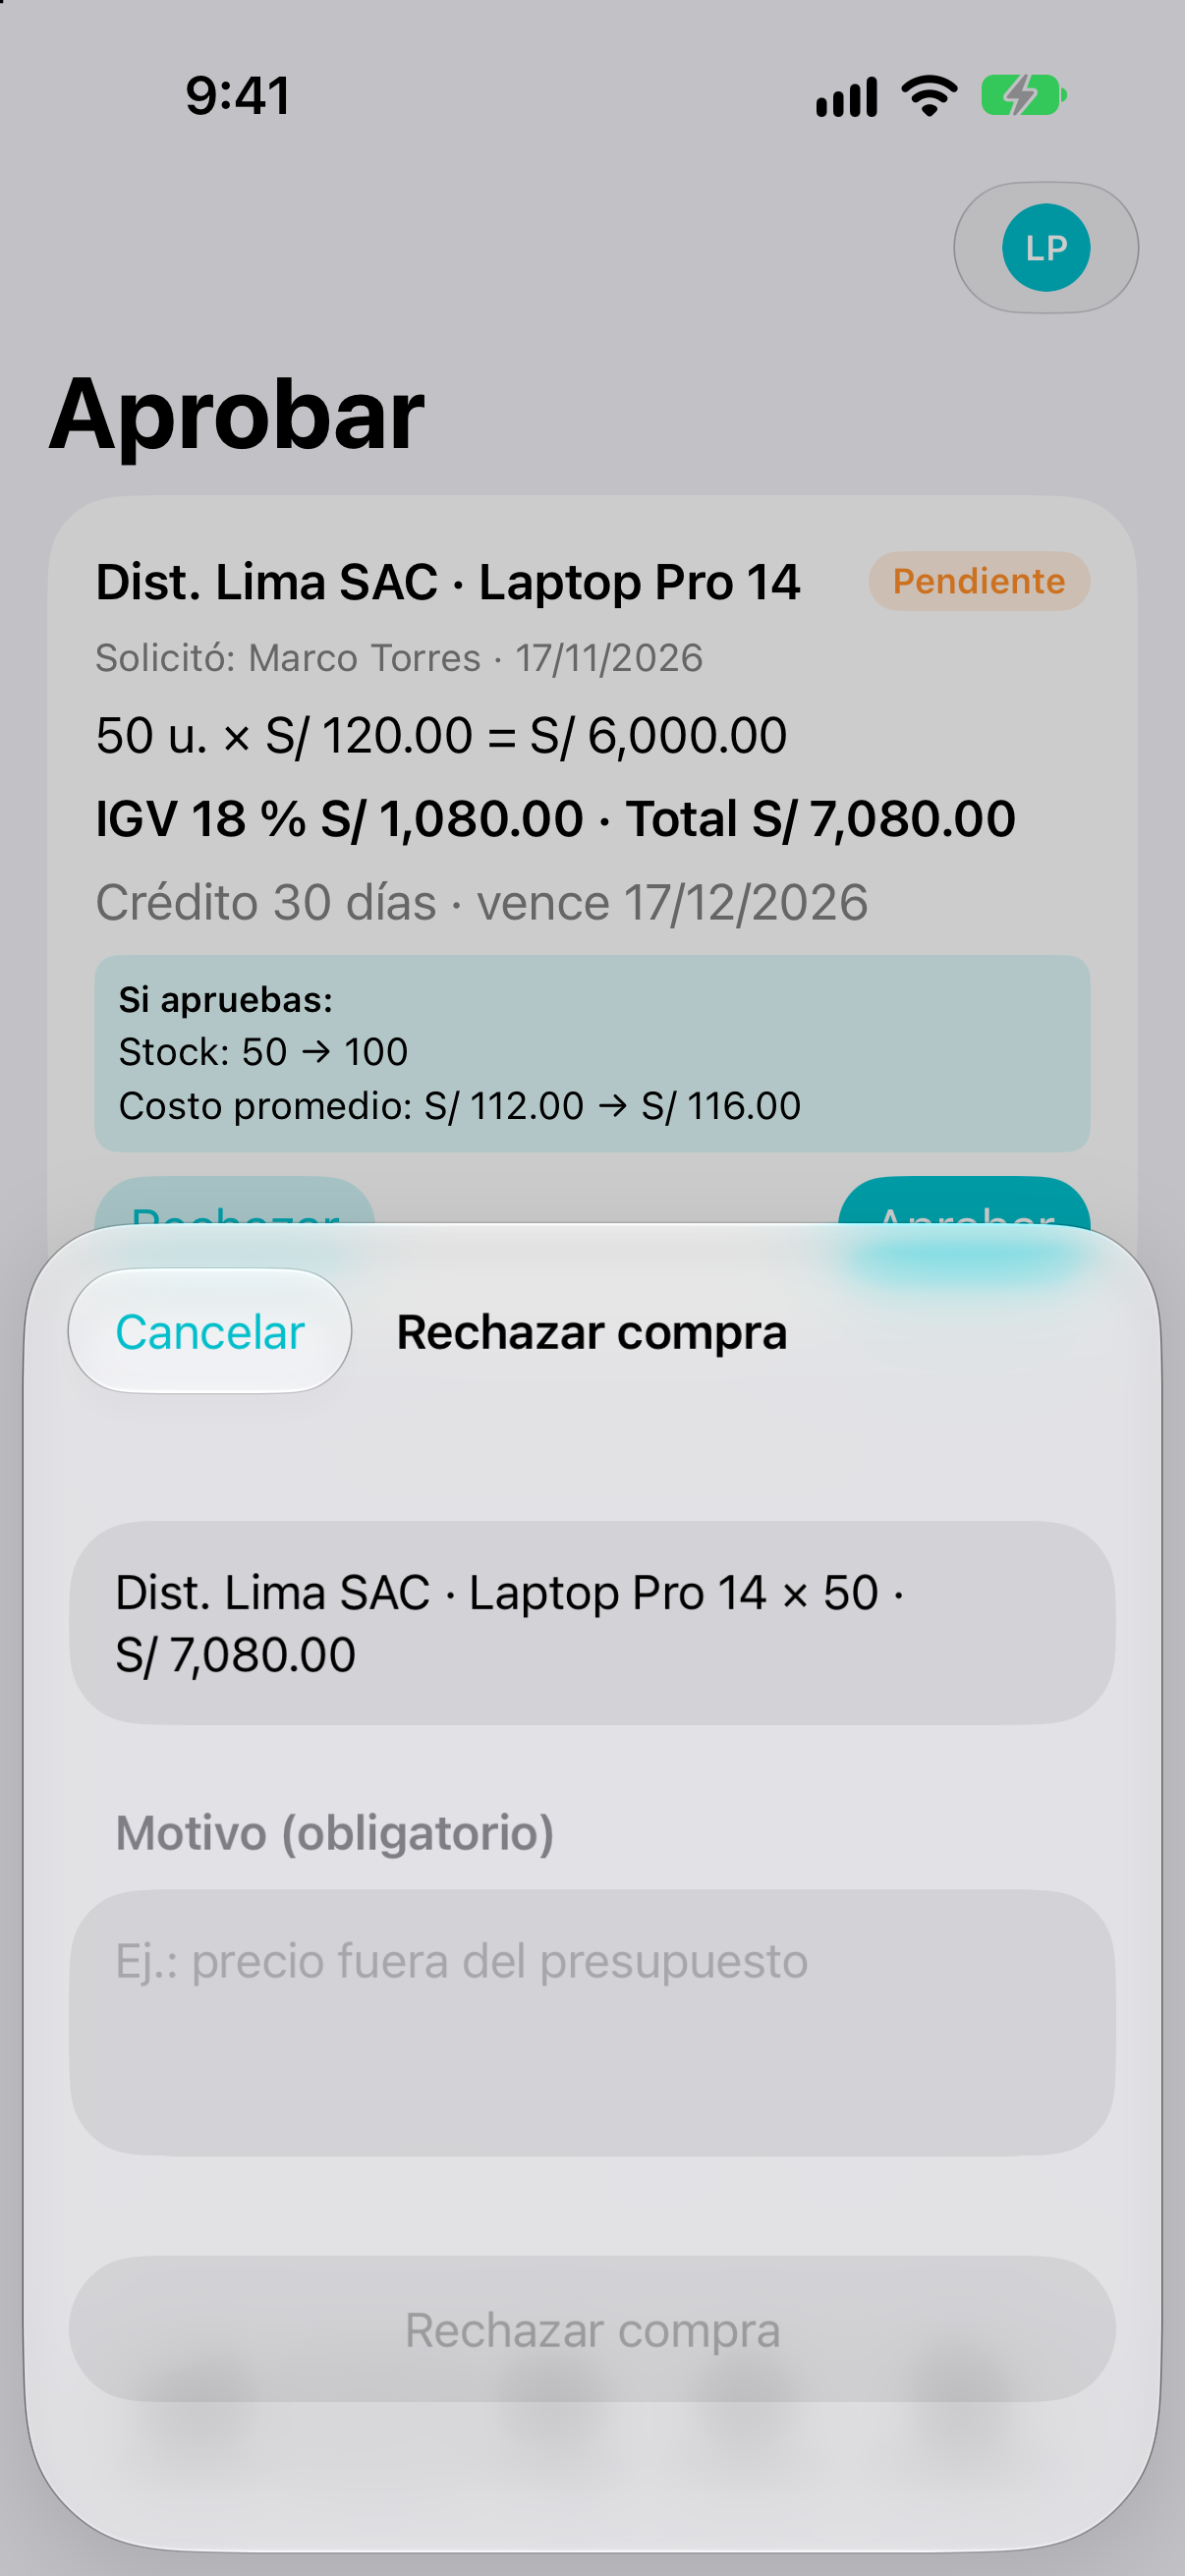 9:41
LP
Aprobar
Dist. Lima SAC · Laptop Pro 14
Pendiente
Solicitó: Marco Torres · 17/11/2026
50 u. × S/ 120.00 = S/ 6,000.00
IGV 18 % S/ 1,080.00 · Total S/ 7,080.00
Crédito 30 días · vence 17/12/2026
Si apruebas:
Stock: 50 → 100
Costo promedio: S/ 112.00 → S/ 116.00
Rechazar
Aprobar
Cancelar
Rechazar compra
Dist. Lima SAC · Laptop Pro 14 × 50 ·
S/ 7,080.00
Motivo (obligatorio)
Ej.: precio fuera del presupuesto
Rechazar compra